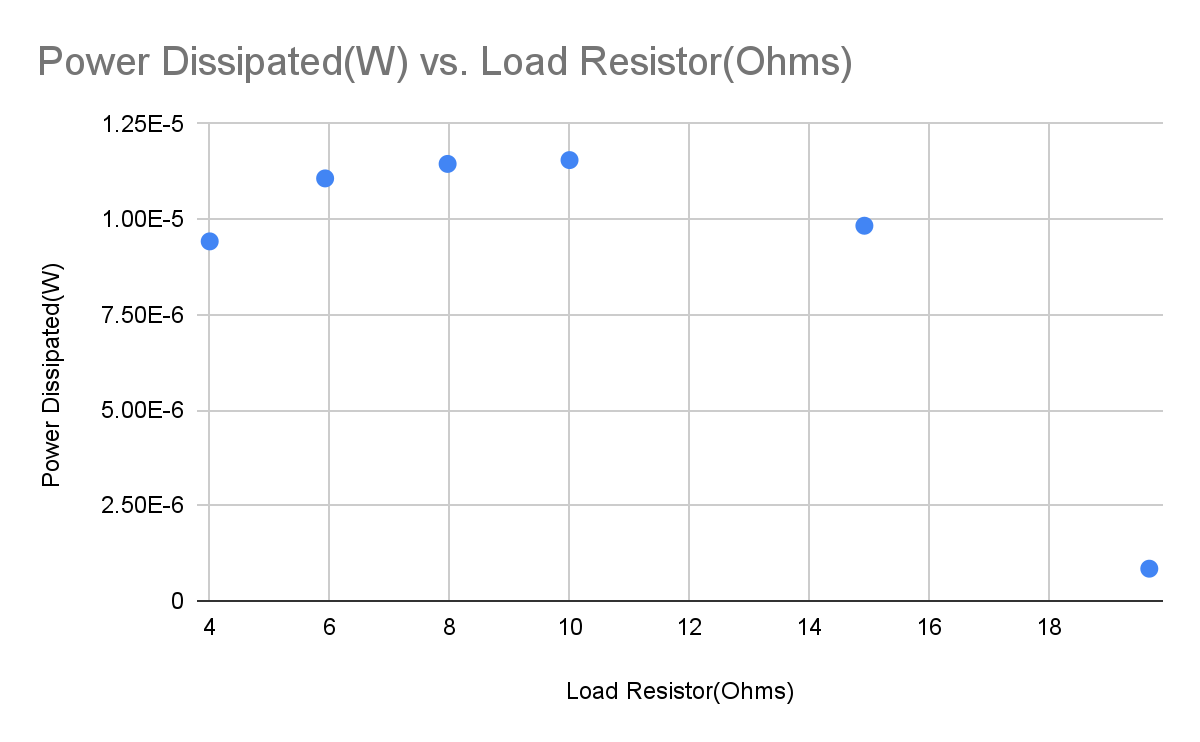 Power Dissipated(W) vs. Load Resistor(Ohms)
1.25E-5
1.00E-5
7.50E-6
5.00E-6
2.50E-6
0
Power Dissipated(W)
4 6 8 10 12 14 16 18
Load Resistor(Ohms)